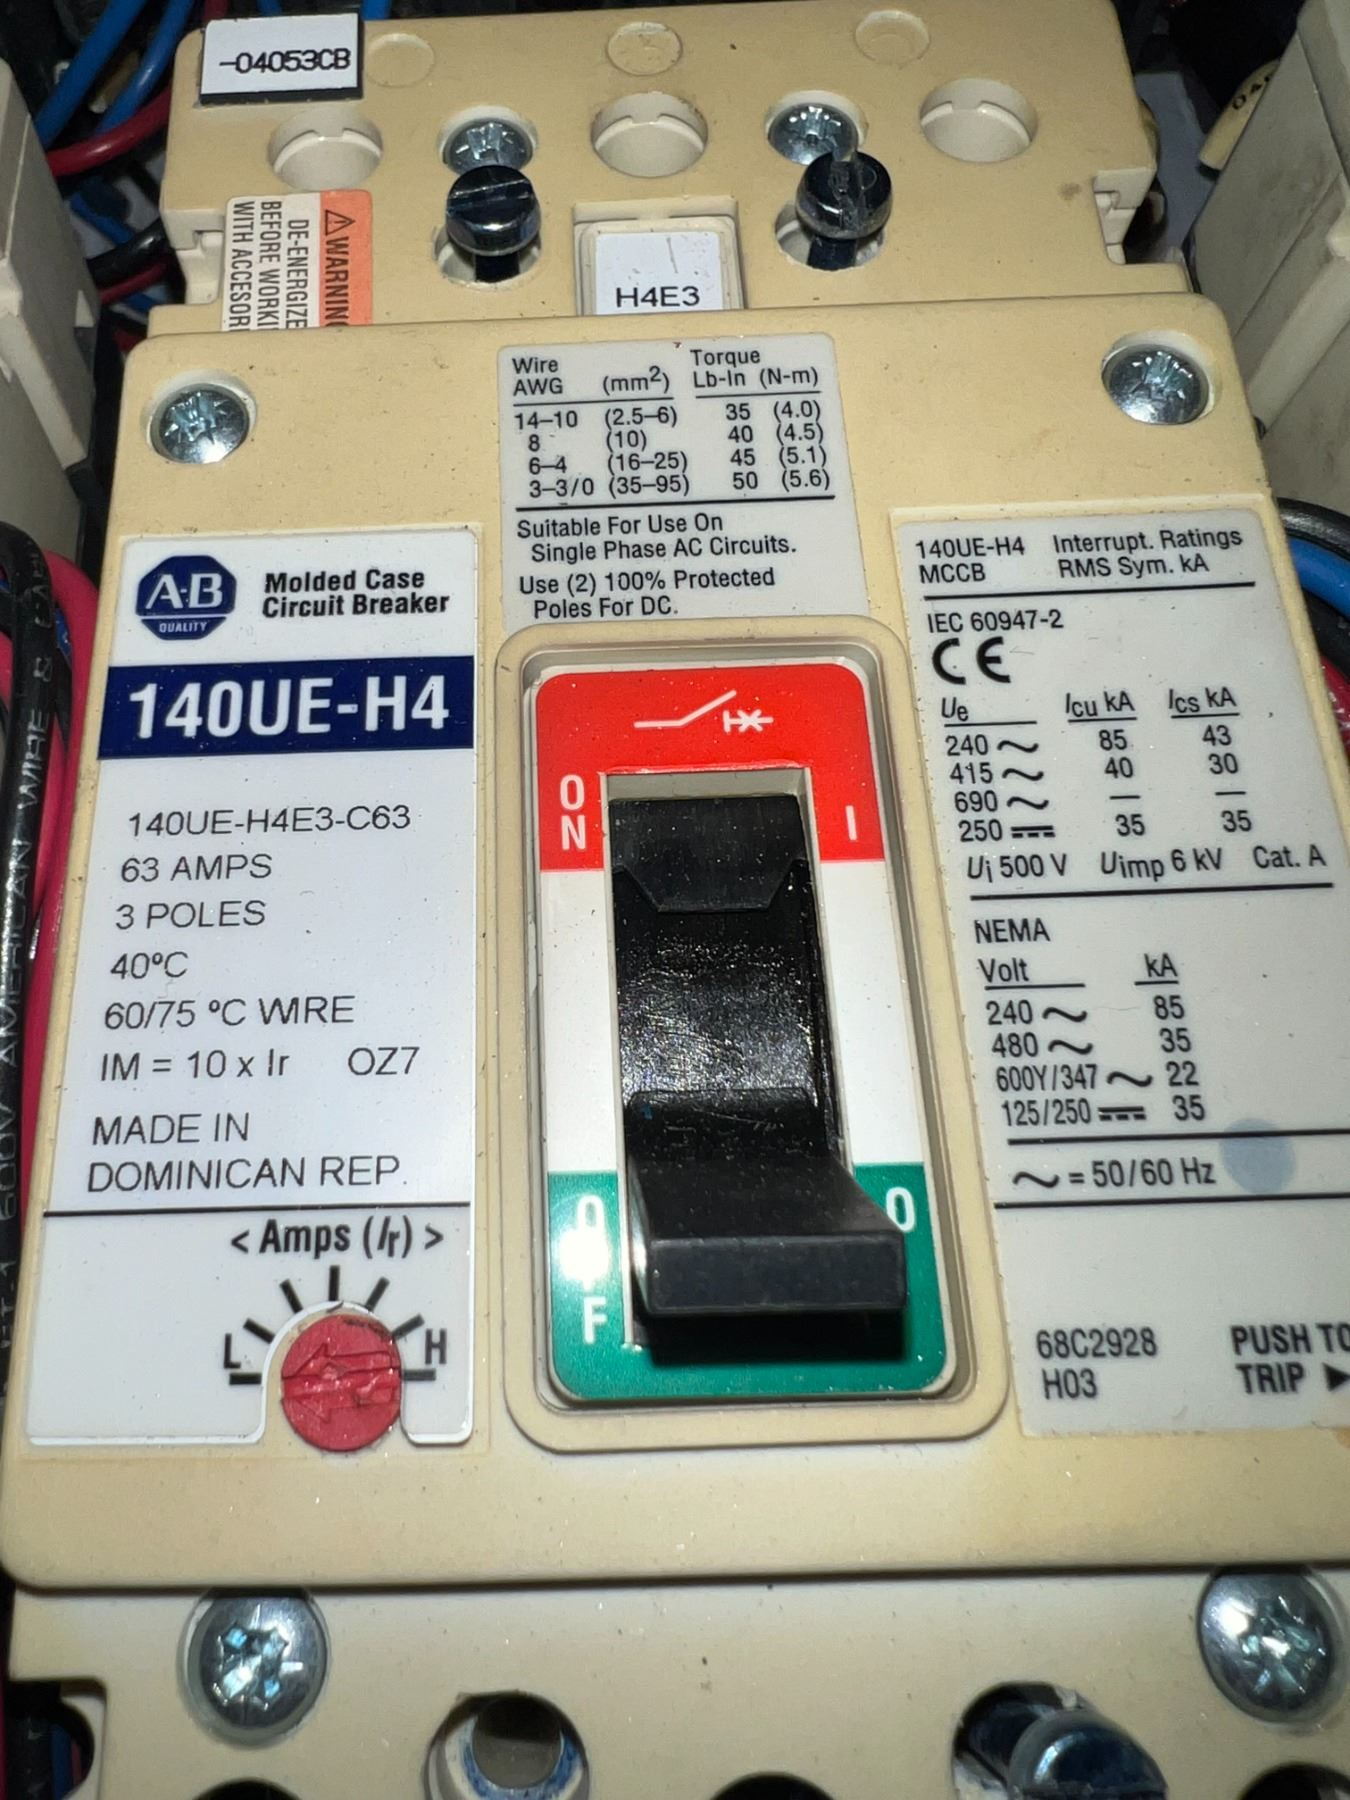 -04053CB
⚠WARNING
DE-ENERGIZE
BEFORE
WITH
H4E3
Wire Torque
AWG (mm²) Lb-In (N-m)
14–10 (2.5–6) 35 (4.0)
8 (10) 40 (4.5)
6–4 (16–25) 45 (5.1)
3–3/0 (35–95) 50 (5.6)
Suitable For Use On
Single Phase AC Circuits.
Use (2) 100% Protected
Poles For DC.
A-B
QUALITY
Molded Case
Circuit Breaker
140UE-H4
140UE-H4E3-C63
63 AMPS
3 POLES
40ºC
60/75 ºC WIRE
IM = 10 x Ir OZ7
MADE IN
DOMINICAN REP.
< Amps (Ir) >
L H
ON I
OFF O
140UE-H4 Interrupt. Ratings
MCCB RMS Sym. kA
IEC 60947-2
CE
Ue Icu kA Ics kA
240 ~ 85 43
415 ~ 40 30
690 ~ — —
250 ⎓ 35 35
Ui 500 V Uimp 6 kV Cat. A
NEMA
Volt kA
240 ~ 85
480 ~ 35
600Y/347 ~ 22
125/250 ⎓ 35
~ = 50/60 Hz
68C2928 PUSH TO
H03 TRIP ▶
AMERICAN WIRE
600V